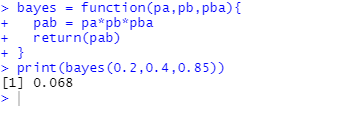 > bayes = function(pa,pb,pba){
+   pab = pa*pb*pba
+   return(pab)
+ }
> print(bayes(0.2,0.4,0.85))
[1] 0.068
>